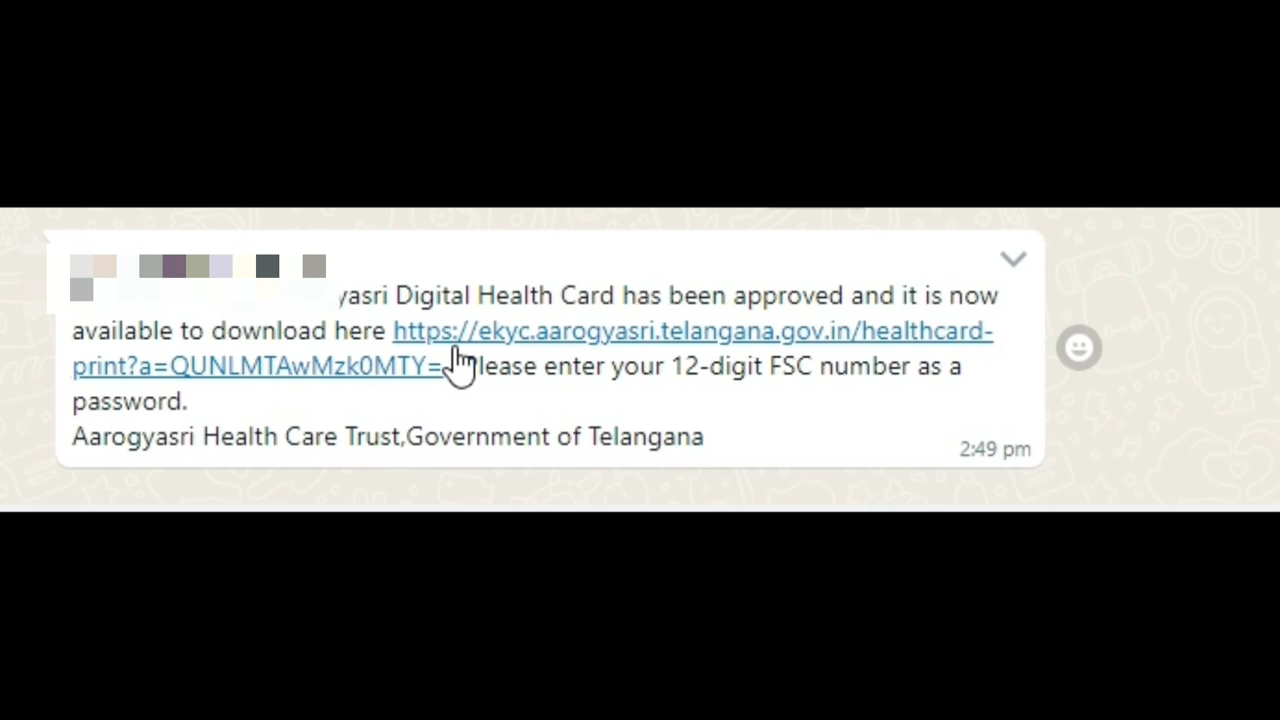 yasri Digital Health Card has been approved and it is now
available to download here https://ekyc.aarogyasri.telangana.gov.in/healthcard-
print?a=QUNLMTAwMzk0MTY= lease enter your 12-digit FSC number as a
password.
Aarogyasri Health Care Trust,Government of Telangana
2:49 pm